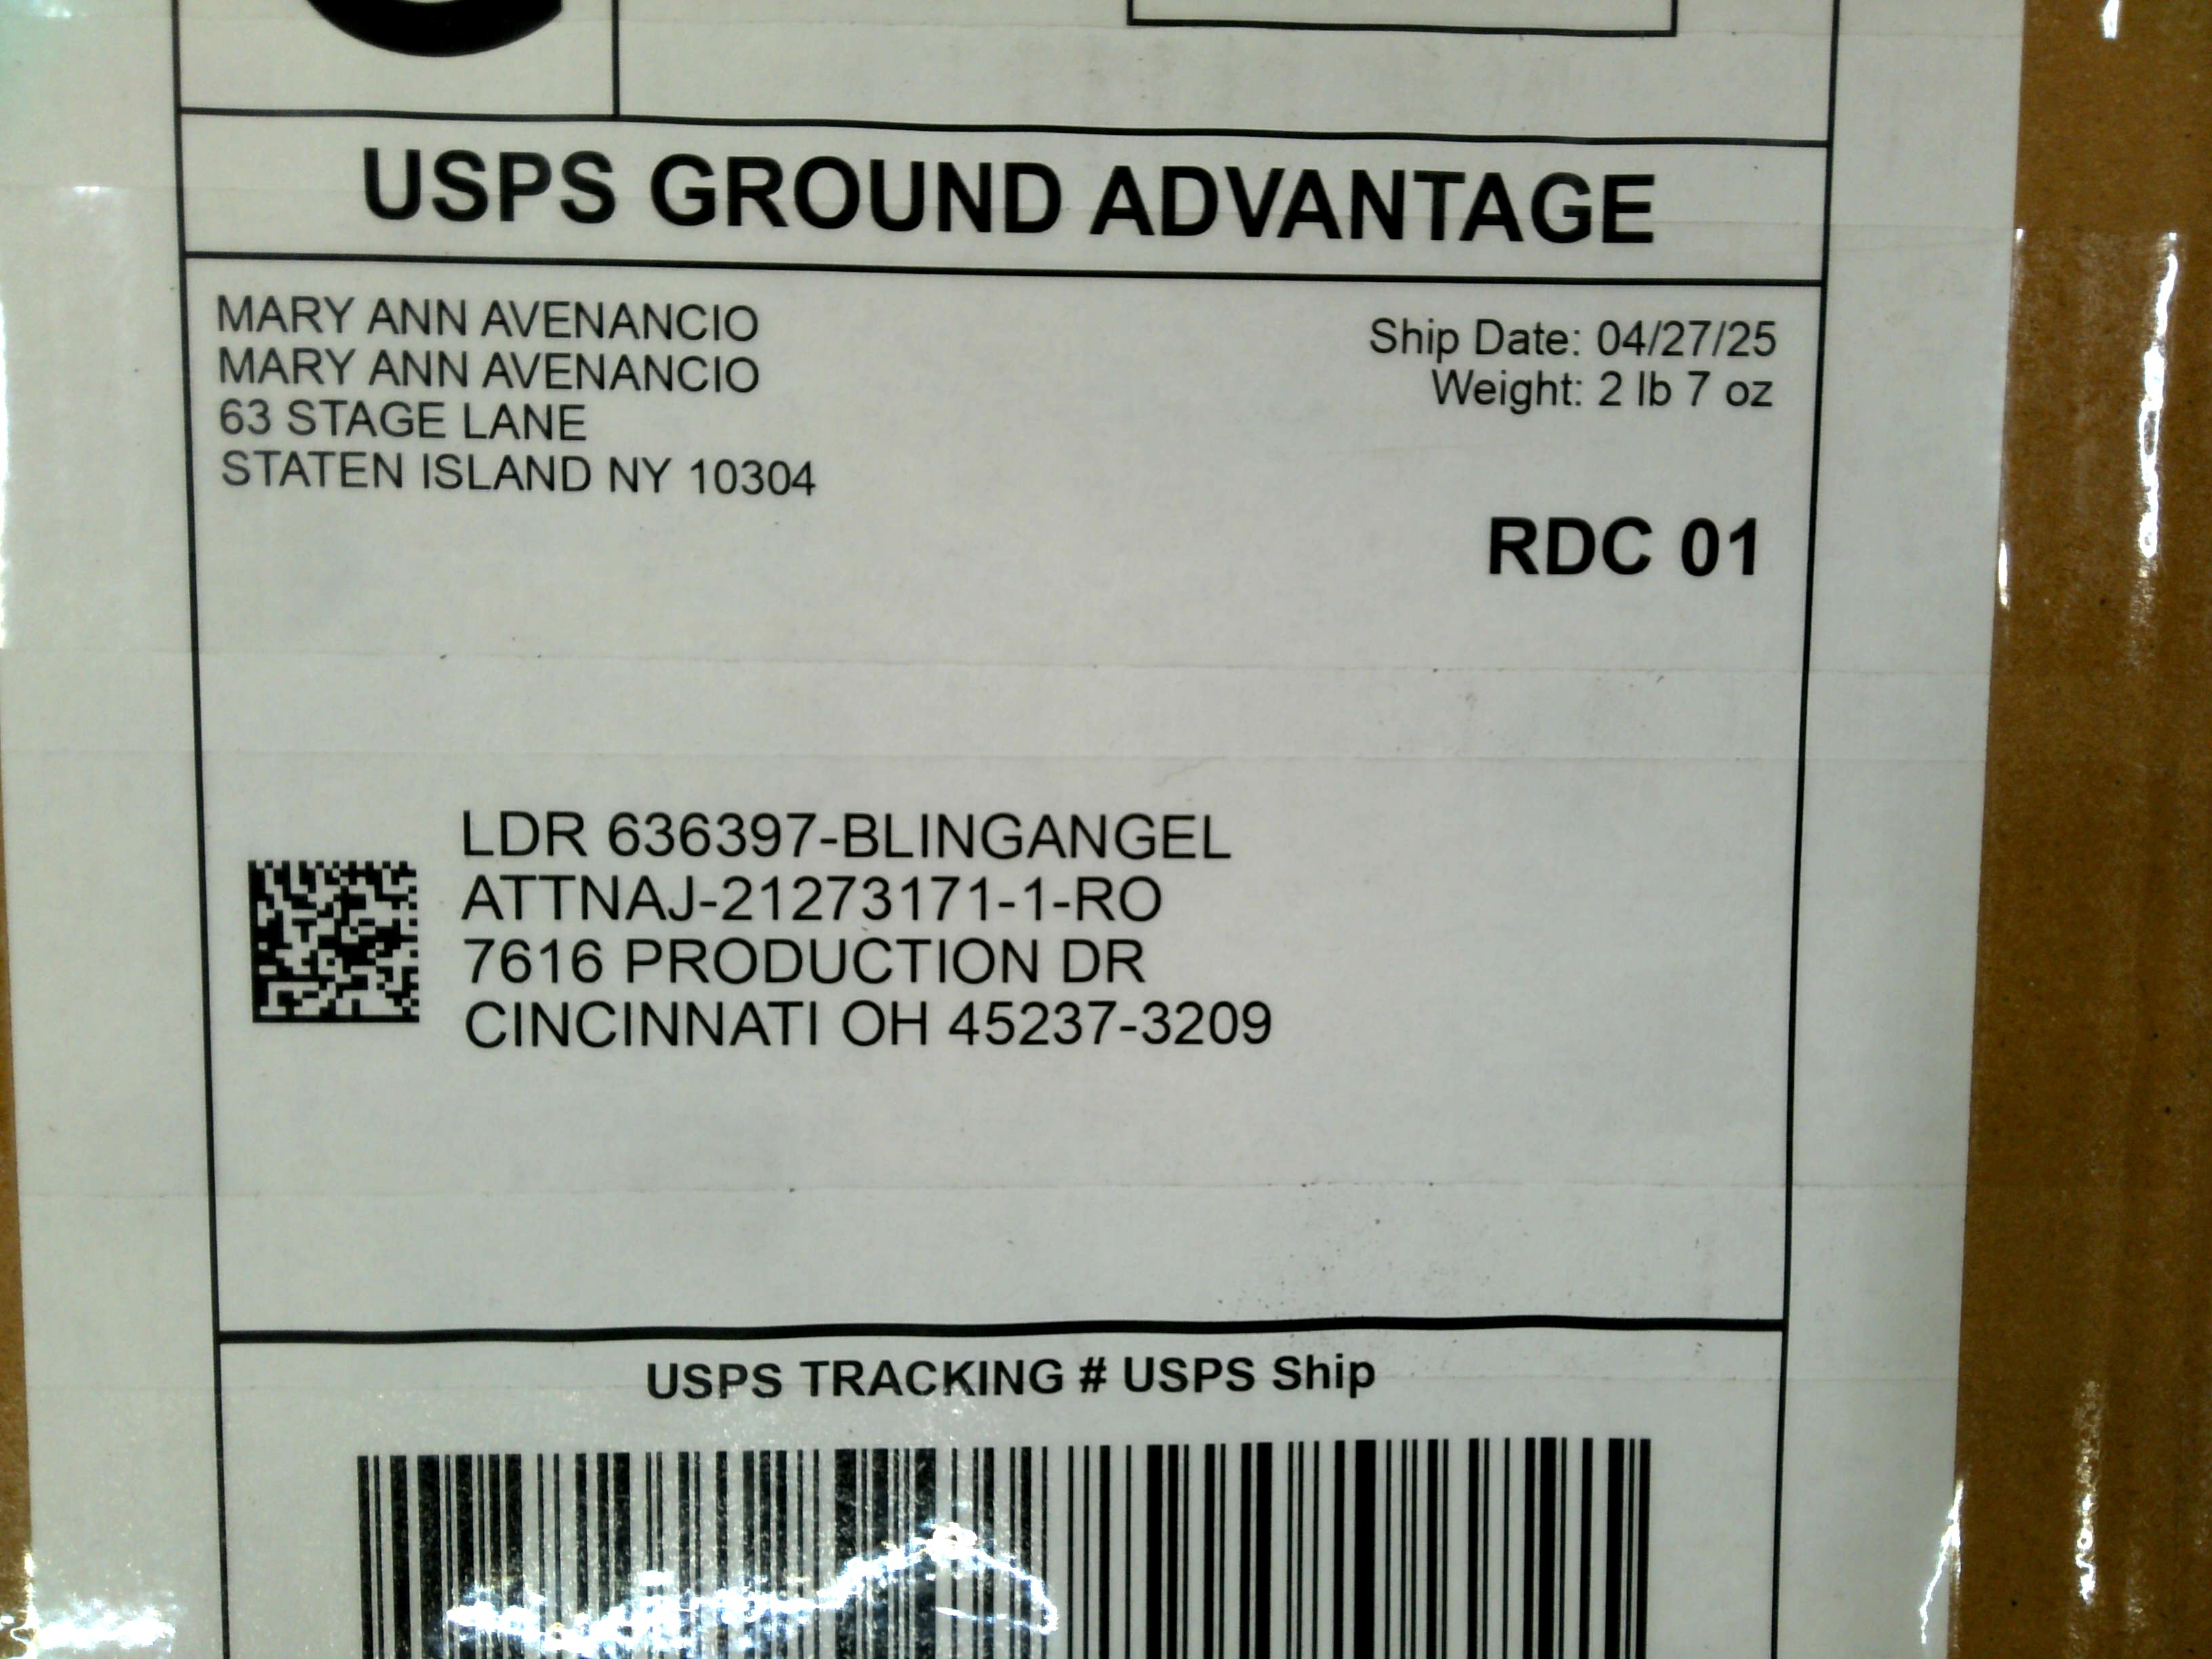 USPS GROUND ADVANTAGE
MARY ANN AVENANCIO
MARY ANN AVENANCIO
63 STAGE LANE
STATEN ISLAND NY 10304
Ship Date: 04/27/25
Weight: 2 lb 7 oz
RDC 01
LDR 636397-BLINGANGEL
ATTNAJ-21273171-1-RO
7616 PRODUCTION DR
CINCINNATI OH 45237-3209
USPS TRACKING # USPS Ship